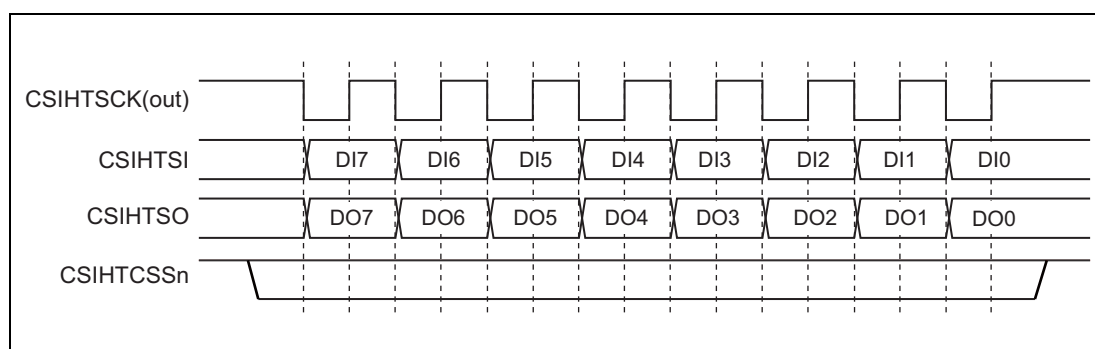 CSIHTSCK(out)
CSIHTSI DI7 DI6 DI5 DI4 DI3 DI2 DI1 DI0
CSIHTSO DO7 DO6 DO5 DO4 DO3 DO2 DO1 DO0
CSIHTCSSn